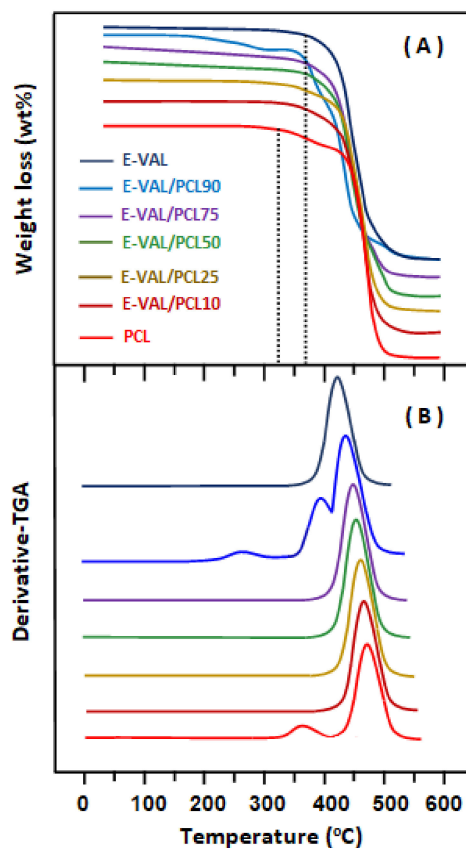 ( A )
Weight loss (wt%)
E-VAL
E-VAL/PCL90
E-VAL/PCL75
E-VAL/PCL50
E-VAL/PCL25
E-VAL/PCL10
PCL
( B )
Derivative-TGA
0 100 200 300 400 500 600
Temperature (°C)